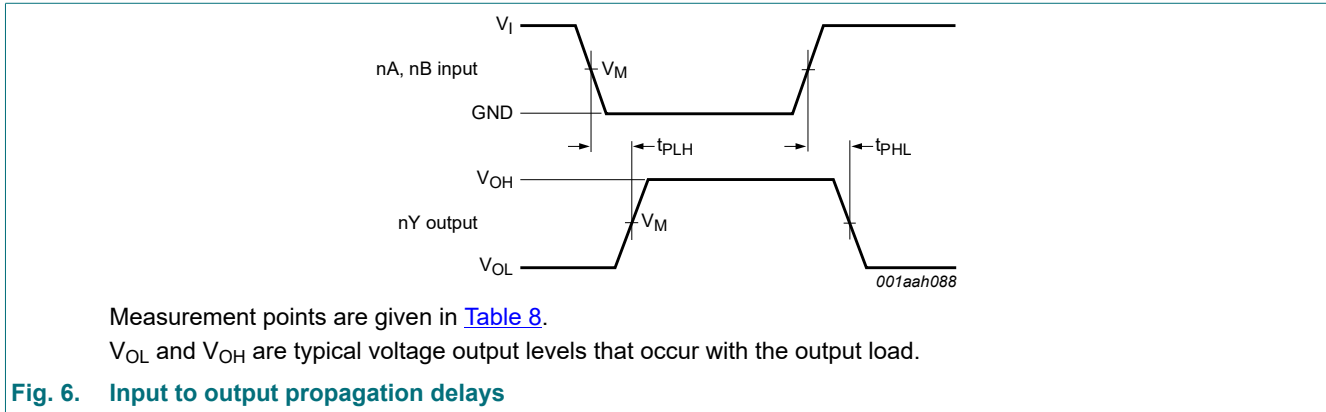 VI
nA, nB input
VM
GND
tPLH
tPHL
VOH
nY output
VM
VOL
001aah088
Measurement points are given in Table 8.
VOL and VOH are typical voltage output levels that occur with the output load.
Fig. 6. Input to output propagation delays